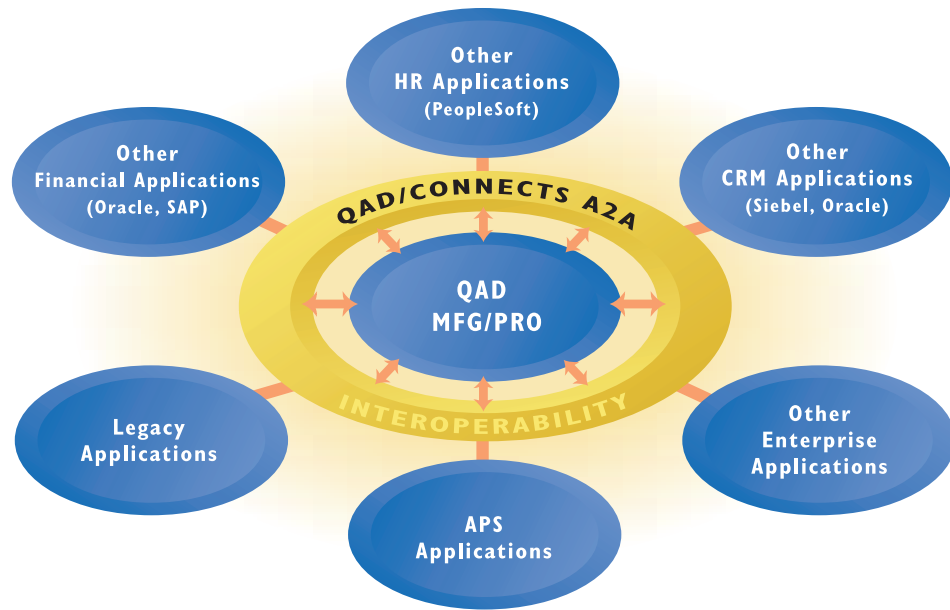 Other
HR Applications
(PeopleSoft)
Other
Financial Applications
(Oracle, SAP)
Other
CRM Applications
(Siebel, Oracle)
QAD/CONNECTS A2A
QAD
MFG/PRO
INTEROPERABILITY
Legacy
Applications
Other
Enterprise
Applications
APS
Applications